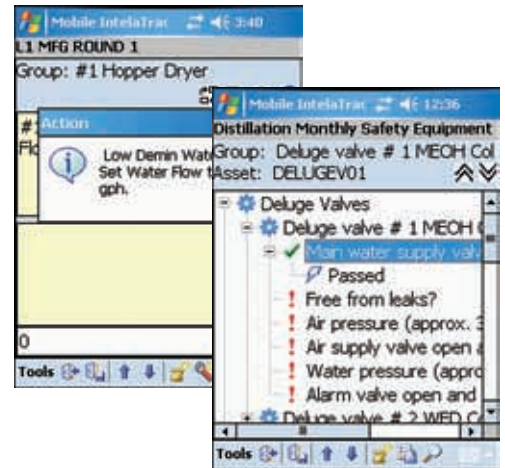 Mobile IntelaTrac 3:40
L1 MFG ROUND 1
Group: #1 Hopper Dryer
#
Action
Low Demin Wat
Set Water Flow t
gph.
0
Tools
Mobile IntelaTrac 12:36
Distillation Monthly Safety Equipment
Group: Deluge valve # 1 MEOH Col
Asset: DELUGEV01
Deluge Valves
Deluge valve # 1 MEOH
Main water supply valv
Passed
Free from leaks?
Air pressure (approx. 3
Air supply valve open
Water pressure (appro
Alarm valve open and
Deluge valve # 2 WED C
Tools